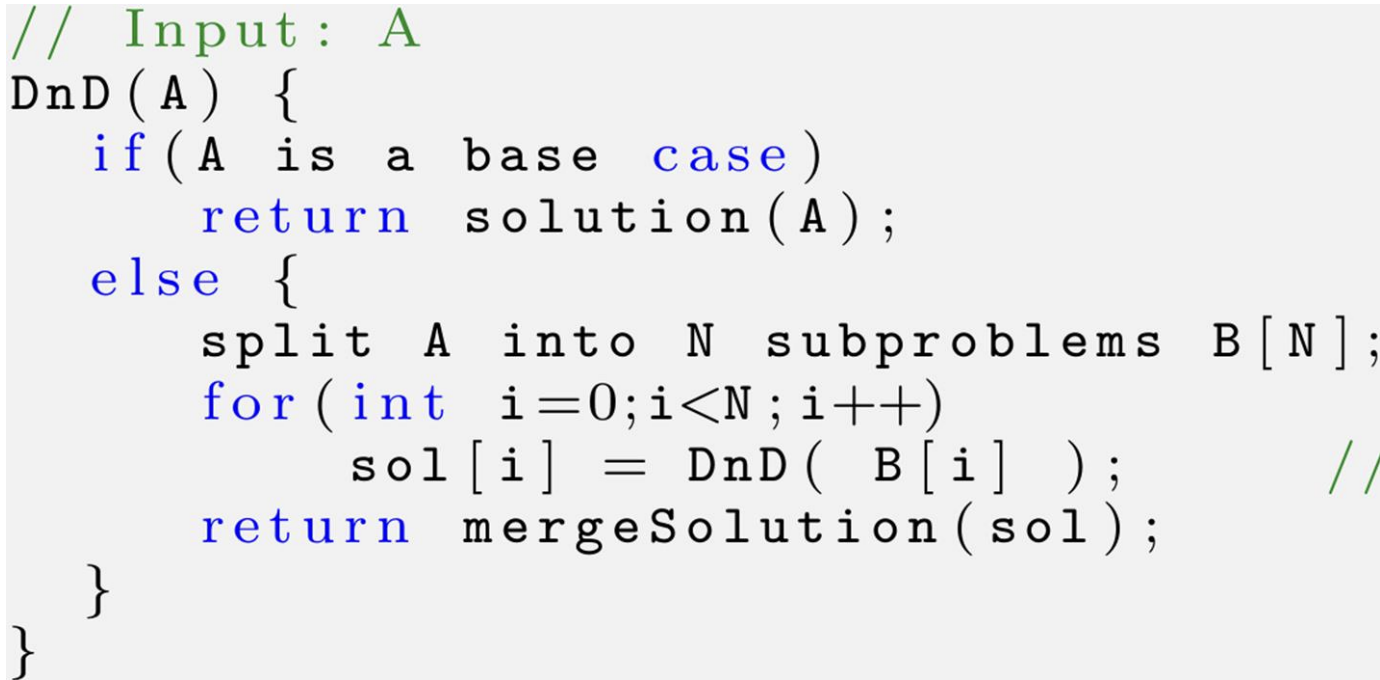 // Input: A
DnD(A) {
if(A is a base case)
return solution(A);
else {
split A into N subproblems B[N];
for(int i=0;i<N;i++)
sol[i] = DnD( B[i] ); //
return mergeSolution(sol);
}
}